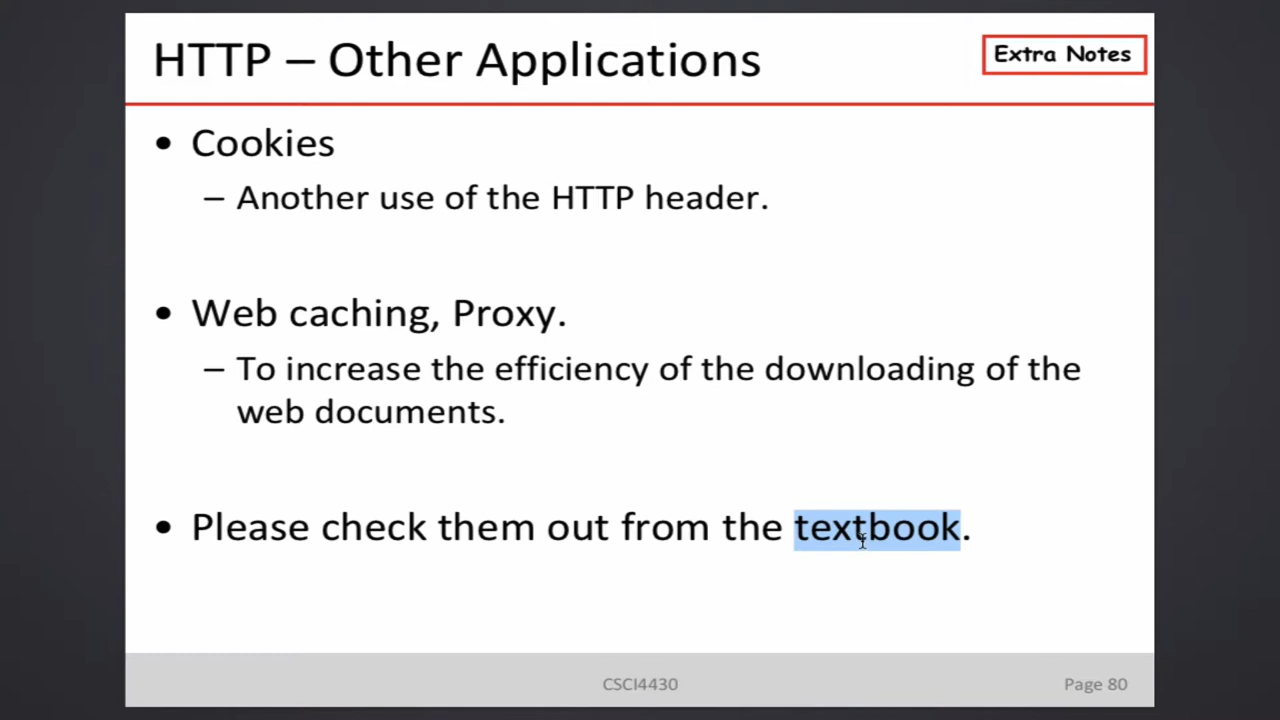 HTTP – Other Applications
Extra Notes
• Cookies
– Another use of the HTTP header.
• Web caching, Proxy.
– To increase the efficiency of the downloading of the
web documents.
• Please check them out from the textbook.
CSCI4430
Page 80